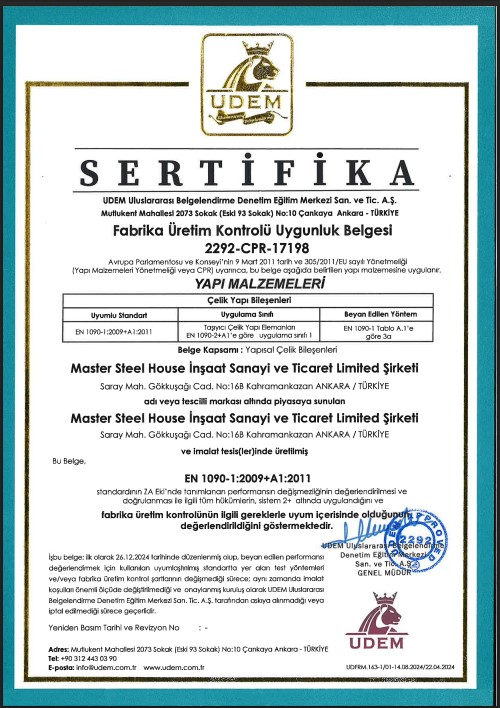 UDEM
SERTİFİKA
UDEM Uluslararası Belgelendirme Denetim Eğitim Merkezi San. ve Tic. A.Ş.
Mutlukent Mahallesi 2073 Sokak (Eski 93 Sokak) No:10 Çankaya Ankara - TÜRKİYE
Fabrika Üretim Kontrolü Uygunluk Belgesi
2292-CPR-17198
Avrupa Parlamentosu ve Konseyi'nin 9 Mart 2011 tarih ve 305/2011/EU sayılı Yönetmeliği
(Yapı Malzemeleri Yönetmeliği veya CPR) uyarınca, bu belge aşağıda belirtilen yapı malzemesine uygulanır.
YAPI MALZEMELERİ
Çelik Yapı Bileşenleri
Uyumlu Standart Uygulama Sınıfı Beyan Edilen Yöntem
EN 1090-1:2009+A1:2011 Taşıyıcı Çelik Yapı Elemanları EN 1090-2+A1'e göre uygulama sınıfı 1 EN 1090-1 Tablo A.1'e göre 3a
Belge Kapsamı : Yapısal Çelik Bileşenleri
Master Steel House İnşaat Sanayi ve Ticaret Limited Şirketi
Saray Mah. Gökkuşağı Cad. No:16B Kahramankazan ANKARA / TÜRKİYE
adı veya tescilli markası altında piyasaya sunulan
Master Steel House İnşaat Sanayi ve Ticaret Limited Şirketi
Saray Mah. Gökkuşağı Cad. No:16B Kahramankazan ANKARA / TÜRKİYE
ve imalat tesis(ler)inde üretilmiş
Bu Belge,
EN 1090-1:2009+A1:2011
standardının ZA Eki'nde tanımlanan performansın değişmezliğinin değerlendirilmesi ve
doğrulanması ile ilgili tüm hükümlerin, sistem 2+ altında uygulandığını ve
fabrika üretim kontrolünün ilgili gereklerle uyum içerisinde olduğunun
değerlendirildiğini göstermektedir.
APPROVED
2292
UDEM Uluslararası Belgelendirme
Denetim Eğitim Merkezi
San. ve Tic. A.Ş.
GENEL MÜDÜR
İşbu belge; ilk olarak 26.12.2024 tarihinde düzenlenmiş olup, beyan edilen performansı
değerlendirmek için kullanılan uyumlaştırılmış standartta yer alan test yöntemleri
ve/veya fabrika üretim kontrol şartlarının değişmediği sürece; aynı zamanda imalat
koşulları önemli ölçüde değiştirilmediği ve onaylanmış kuruluş olarak UDEM Uluslararası
Belgelendirme Denetim Eğitim Merkezi San. Tic. A.Ş. tarafından askıya alınmadığı veya
iptal edilmediği sürece geçerlidir.
Yeniden Basım Tarihi ve Revizyon No : -
UDEM
Adres: Mutlukent Mahallesi 2073 Sokak (Eski 93 Sokak) No:10 Çankaya Ankara - TÜRKİYE
Tel: +90 312 443 03 90
E-posta: info@udem.com.tr www.udem.com.tr
UDFRM.163-1/01-14.08.2024/22.04.2024